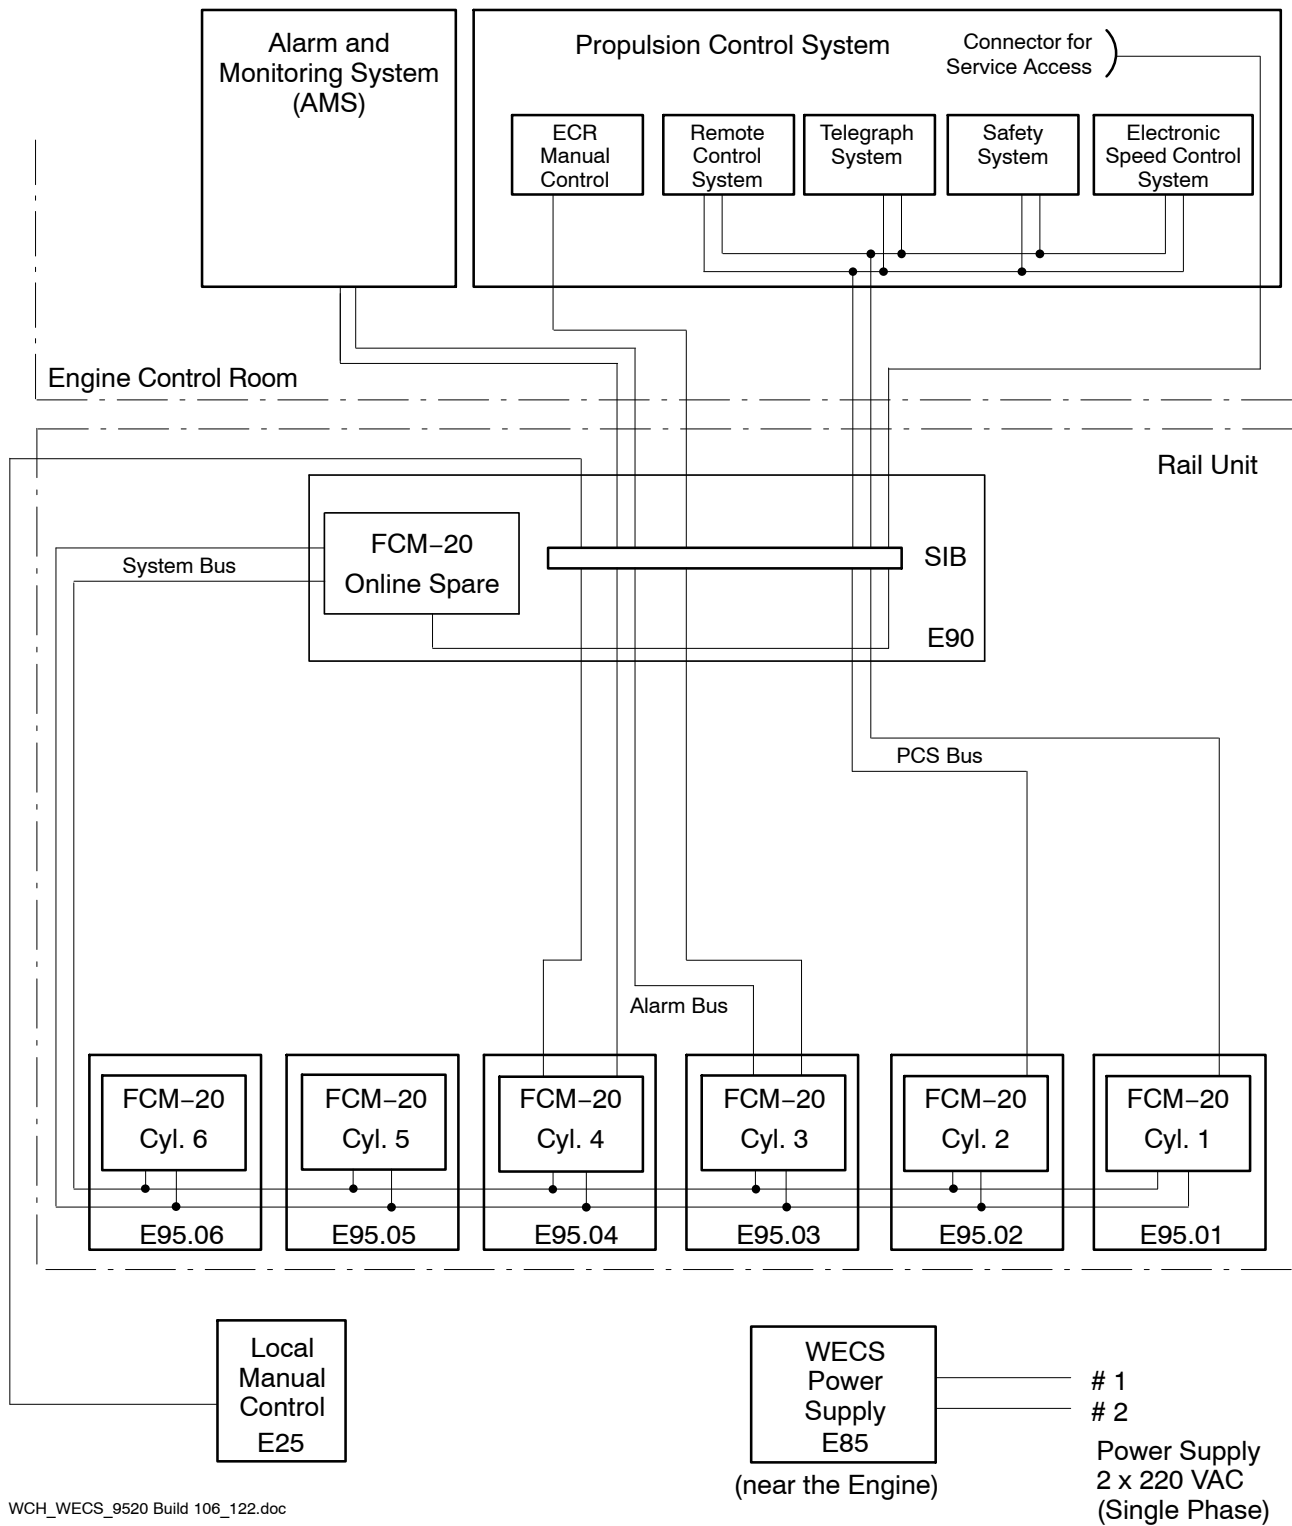 Alarm and
Monitoring System
(AMS)
Propulsion Control System
Connector for
Service Access
ECR
Manual
Control
Remote
Control
System
Telegraph
System
Safety
System
Electronic
Speed Control
System
Engine Control Room
Rail Unit
FCM−20
Online Spare
System Bus
SIB
E90
PCS Bus
Alarm Bus
FCM−20
Cyl. 6
E95.06
FCM−20
Cyl. 5
E95.05
FCM−20
Cyl. 4
E95.04
FCM−20
Cyl. 3
E95.03
FCM−20
Cyl. 2
E95.02
FCM−20
Cyl. 1
E95.01
Local
Manual
Control
E25
WECS
Power
Supply
E85
(near the Engine)
# 1
# 2
Power Supply
2 x 220 VAC
(Single Phase)
WCH_WECS_9520 Build 106_122.doc